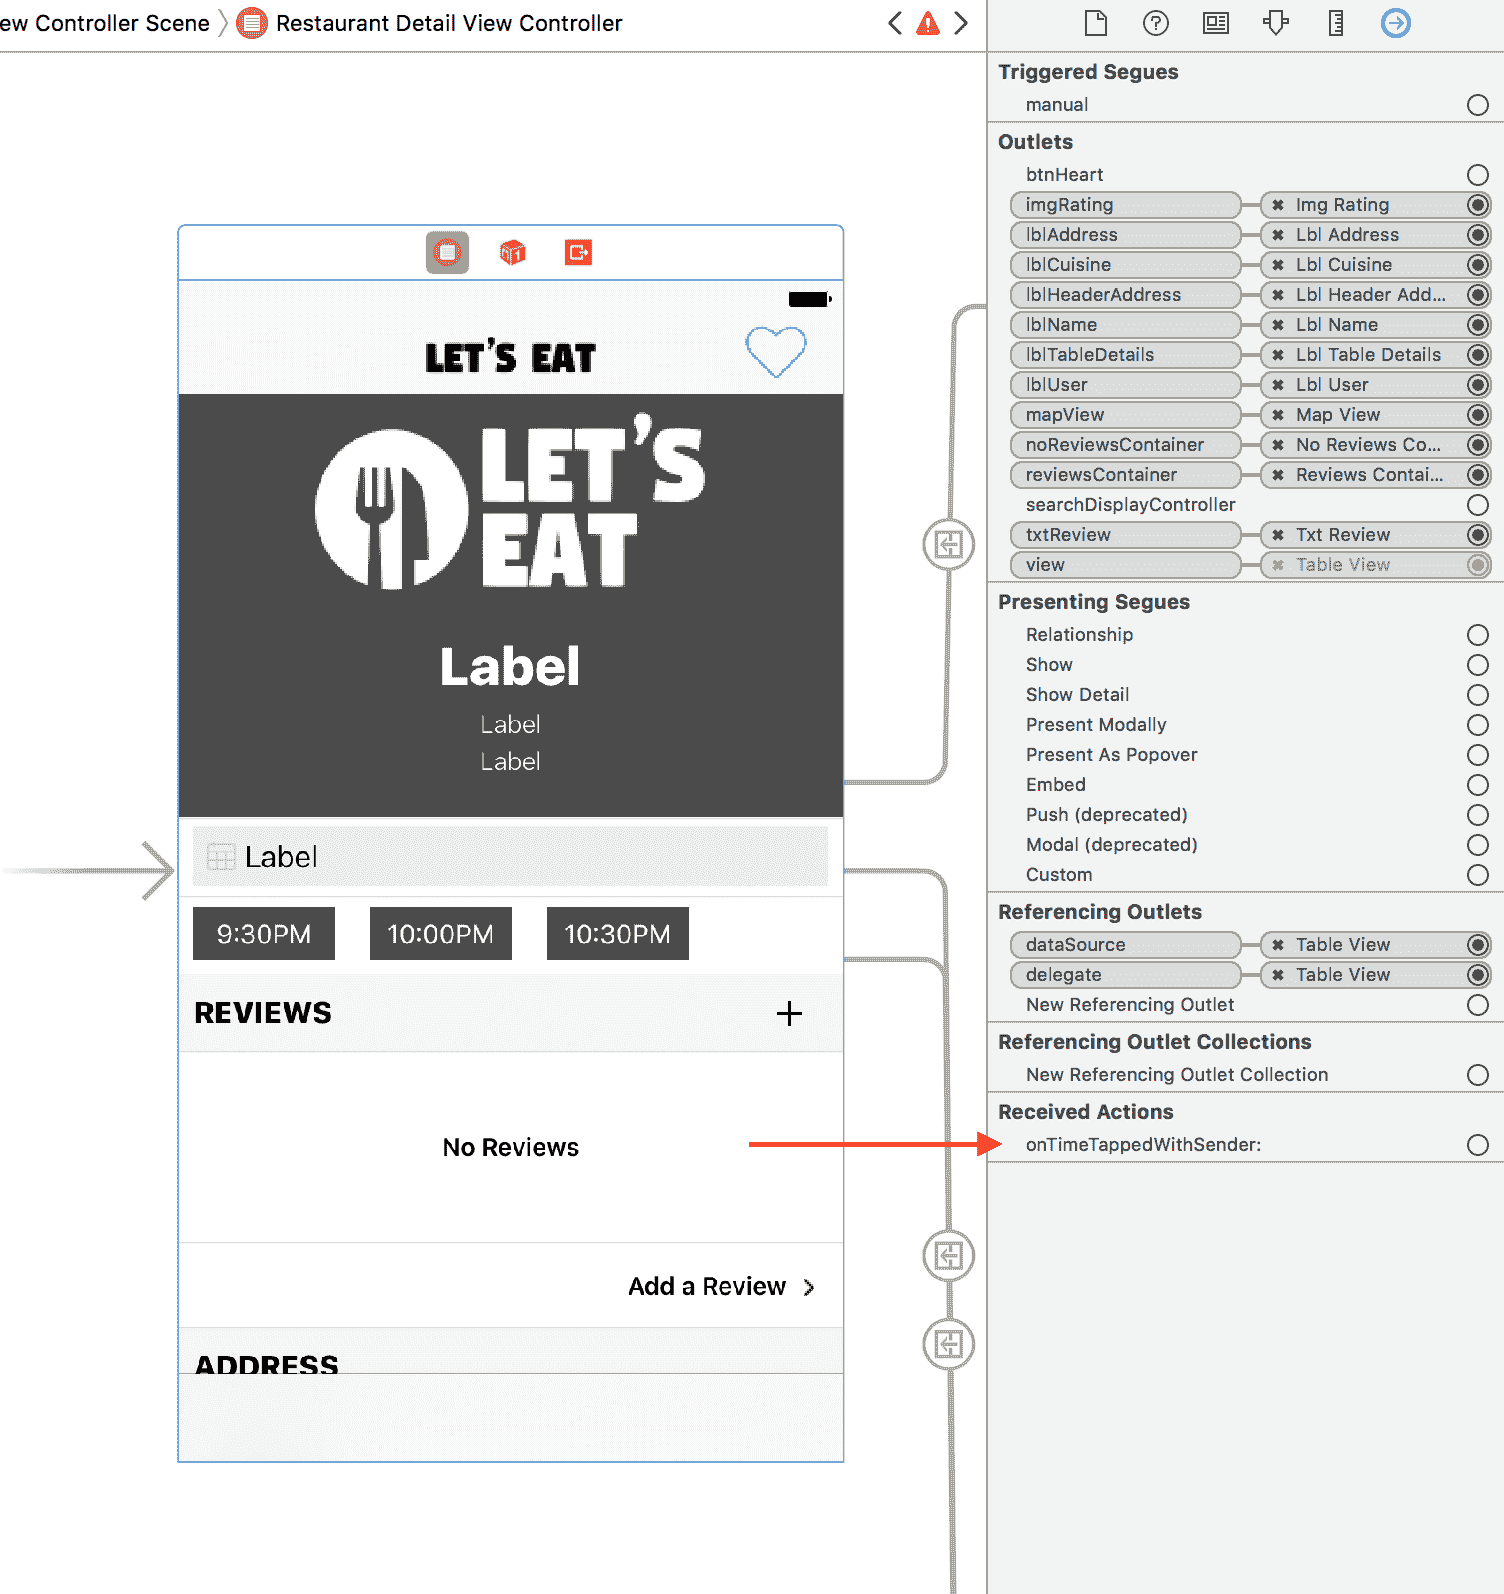 ew Controller Scene
Restaurant Detail View Controller
LET'S EAT
LET'S
EAT
Label
Label
Label
Label
9:30PM 10:00PM 10:30PM
REVIEWS
No Reviews
Add a Review
ADDRESS
Triggered Segues
manual
Outlets
btnHeart
imgRating Img Rating
lblAddress Lbl Address
lblCuisine Lbl Cuisine
lblHeaderAddress Lbl Header Add...
lblName Lbl Name
lblTableDetails Lbl Table Details
lblUser Lbl User
mapView Map View
noReviewsContainer No Reviews Co...
reviewsContainer Reviews Contai...
searchDisplayController
txtReview Txt Review
view Table View
Presenting Segues
Relationship
Show
Show Detail
Present Modally
Present As Popover
Embed
Push (deprecated)
Modal (deprecated)
Custom
Referencing Outlets
dataSource Table View
delegate Table View
New Referencing Outlet
Referencing Outlet Collections
New Referencing Outlet Collection
Received Actions
onTimeTappedWithSender: